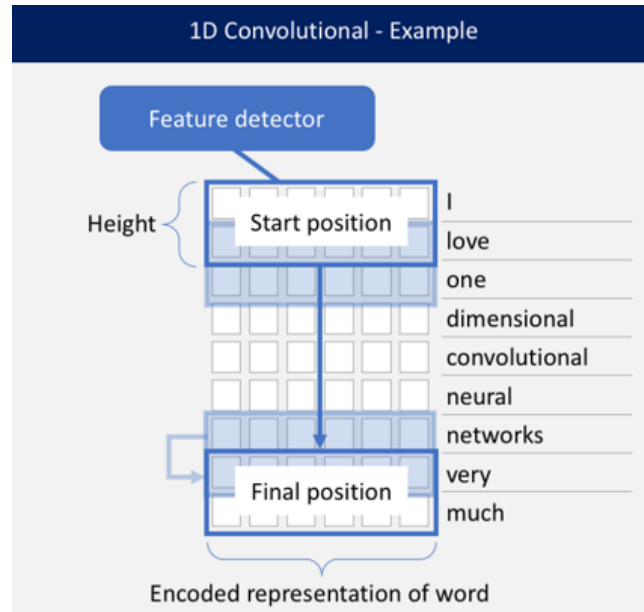 1D Convolutional - Example
Feature detector
Height
Start position
I
love
one
dimensional
convolutional
neural
networks
very
much
Final position
Encoded representation of word